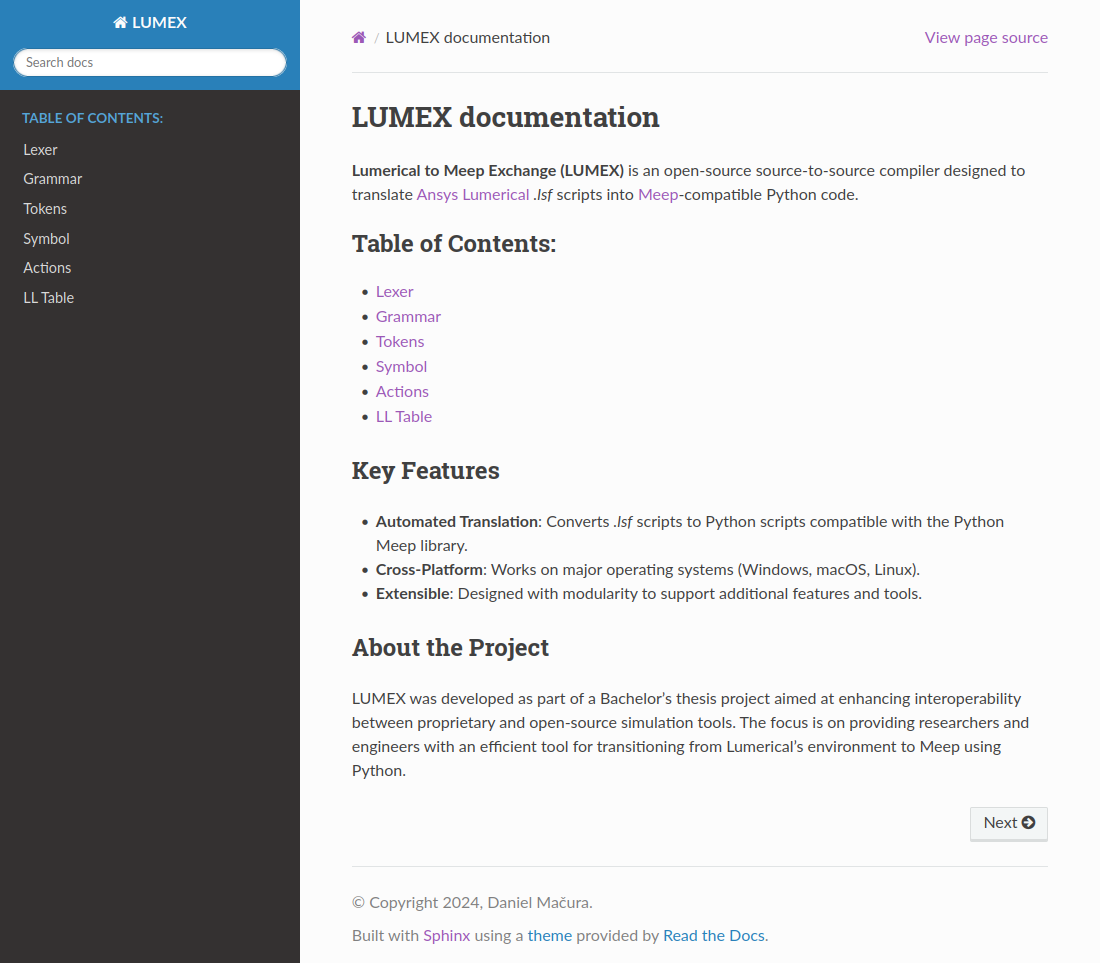 LUMEX
Search docs
TABLE OF CONTENTS:
Lexer
Grammar
Tokens
Symbol
Actions
LL Table
/ LUMEX documentation
View page source
LUMEX documentation
Lumerical to Meep Exchange (LUMEX) is an open-source source-to-source compiler designed to
translate Ansys Lumerical .lsf scripts into Meep-compatible Python code.
Table of Contents:
• Lexer
• Grammar
• Tokens
• Symbol
• Actions
• LL Table
Key Features
• Automated Translation: Converts .lsf scripts to Python scripts compatible with the Python
Meep library.
• Cross-Platform: Works on major operating systems (Windows, macOS, Linux).
• Extensible: Designed with modularity to support additional features and tools.
About the Project
LUMEX was developed as part of a Bachelor’s thesis project aimed at enhancing interoperability
between proprietary and open-source simulation tools. The focus is on providing researchers and
engineers with an efficient tool for transitioning from Lumerical’s environment to Meep using
Python.
Next
© Copyright 2024, Daniel Mačura.
Built with Sphinx using a theme provided by Read the Docs.